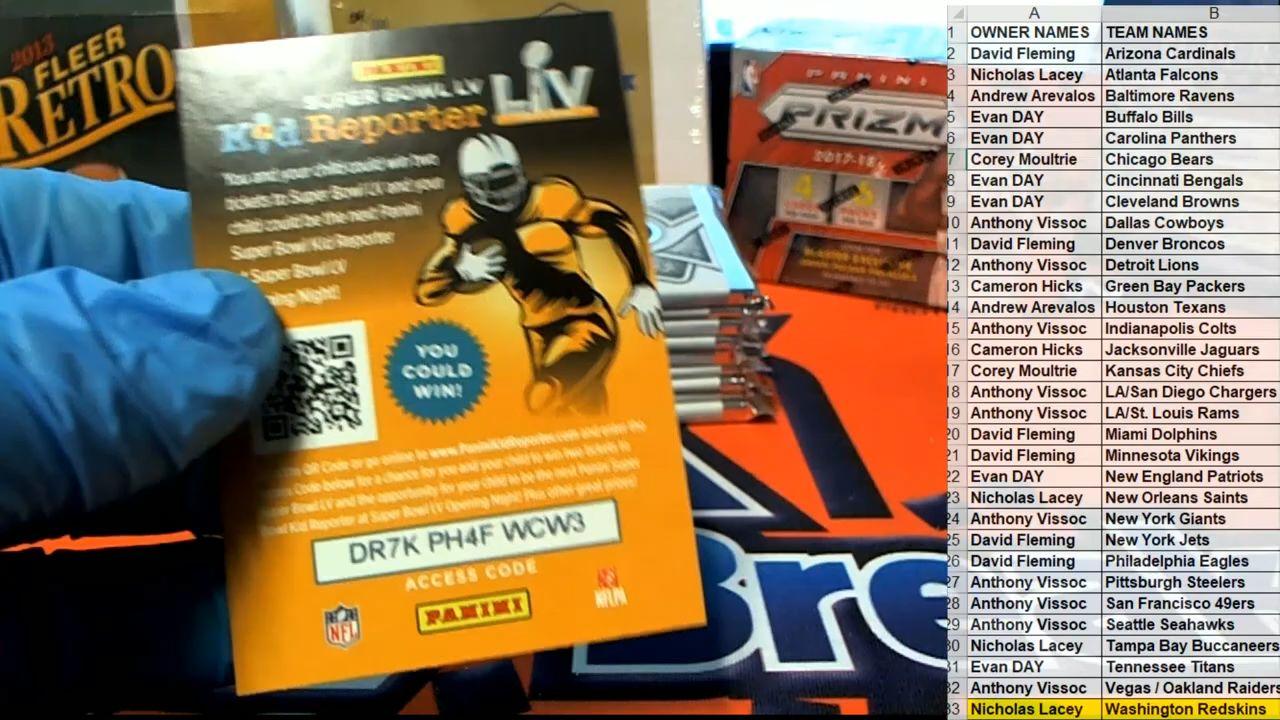 2013
FLEER
RETRO
PANINI
SUPER BOWL LV
Kid Reporter
LIV
You and your child could win two
tickets to Super Bowl LV and your
child could be the next Panini
Super Bowl Kid Reporter
Super Bowl LV
Night!
YOU
COULD
WIN!
QR Code or go online to www.PaniniKidReporter.com and enter the
Code below for a chance for you and your child to win two tickets to
and the opportunity for your child to be the next Panini Super
Kid Reporter at Super Bowl LV Opening Night! Plus other great prizes!
DR7K PH4F WCW3
ACCESS CODE
NFL
PANINI
NFLPA
PANINI
PRIZM
2017-18
4
5
Bre
A B
1 OWNER NAMES TEAM NAMES
2 David Fleming Arizona Cardinals
3 Nicholas Lacey Atlanta Falcons
4 Andrew Arevalos Baltimore Ravens
5 Evan DAY Buffalo Bills
6 Evan DAY Carolina Panthers
7 Corey Moultrie Chicago Bears
8 Evan DAY Cincinnati Bengals
9 Evan DAY Cleveland Browns
10 Anthony Vissoc Dallas Cowboys
11 David Fleming Denver Broncos
12 Anthony Vissoc Detroit Lions
13 Cameron Hicks Green Bay Packers
14 Andrew Arevalos Houston Texans
15 Anthony Vissoc Indianapolis Colts
16 Cameron Hicks Jacksonville Jaguars
17 Corey Moultrie Kansas City Chiefs
18 Anthony Vissoc LA/San Diego Chargers
19 Anthony Vissoc LA/St. Louis Rams
20 David Fleming Miami Dolphins
21 David Fleming Minnesota Vikings
22 Evan DAY New England Patriots
23 Nicholas Lacey New Orleans Saints
24 Anthony Vissoc New York Giants
25 David Fleming New York Jets
26 David Fleming Philadelphia Eagles
27 Anthony Vissoc Pittsburgh Steelers
28 Anthony Vissoc San Francisco 49ers
29 Anthony Vissoc Seattle Seahawks
30 Nicholas Lacey Tampa Bay Buccaneers
31 Evan DAY Tennessee Titans
32 Anthony Vissoc Vegas / Oakland Raiders
33 Nicholas Lacey Washington Redskins